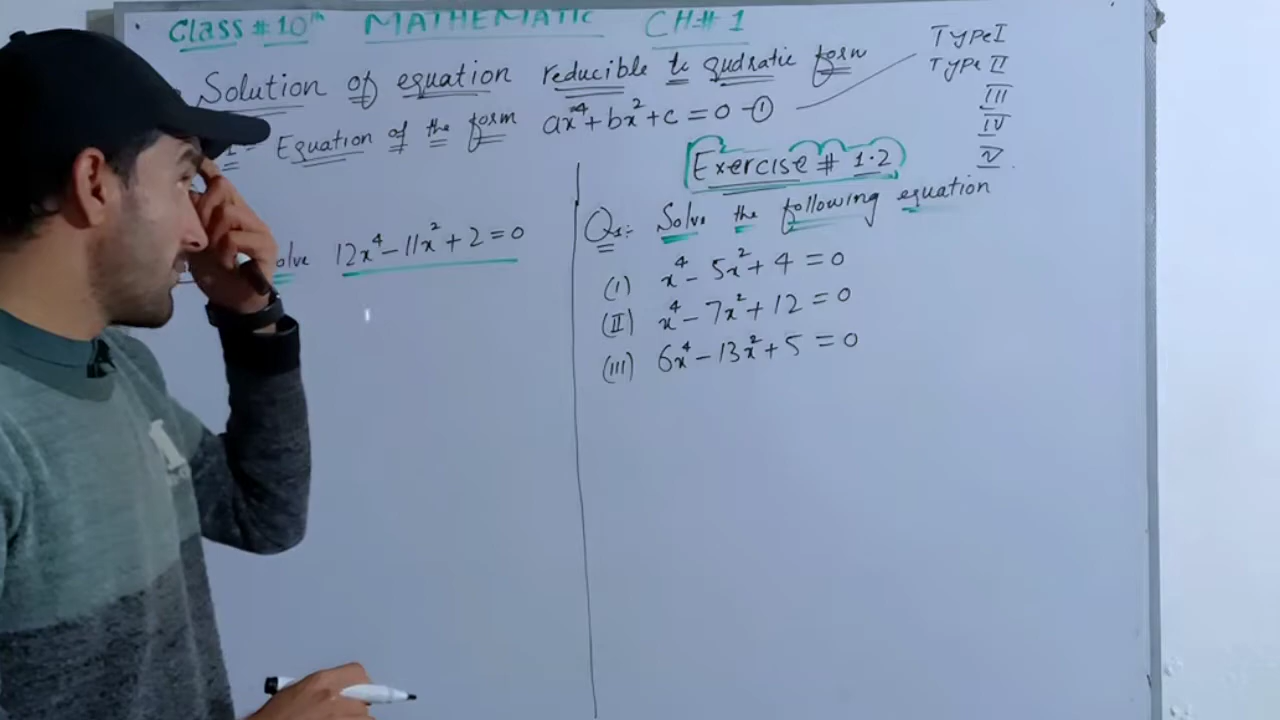 Class # 10th MATHEMATIC CH# 1
Solution of equation reducible to qudratic form
Equation of the form ax⁴+bx²+c=0 -①
Type I
Type II
III
IV
V
Exercise # 1.2
olve 12x⁴-11x²+2=0
Q1:- Solve the following equation
(I) x⁴-5x²+4=0
(II) x⁴-7x²+12=0
(III) 6x⁴-13x²+5=0